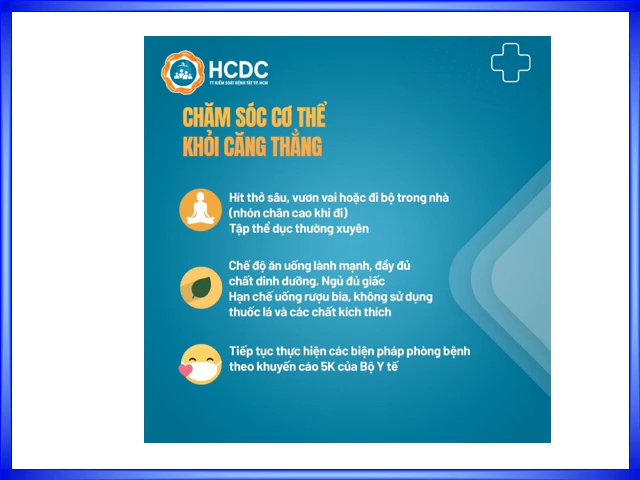 HCDC
TT KIỂM SOÁT BỆNH TẬT TP. HCM
CHĂM SÓC CƠ THỂ
KHỎI CĂNG THẲNG
Hít thở sâu, vươn vai hoặc đi bộ trong nhà
(nhón chân cao khi đi)
Tập thể dục thường xuyên
Chế độ ăn uống lành mạnh, đầy đủ
chất dinh dưỡng. Ngủ đủ giấc
Hạn chế uống rượu bia, không sử dụng
thuốc lá và các chất kích thích
Tiếp tục thực hiện các biện pháp phòng bệnh
theo khuyến cáo 5K của Bộ Y tế